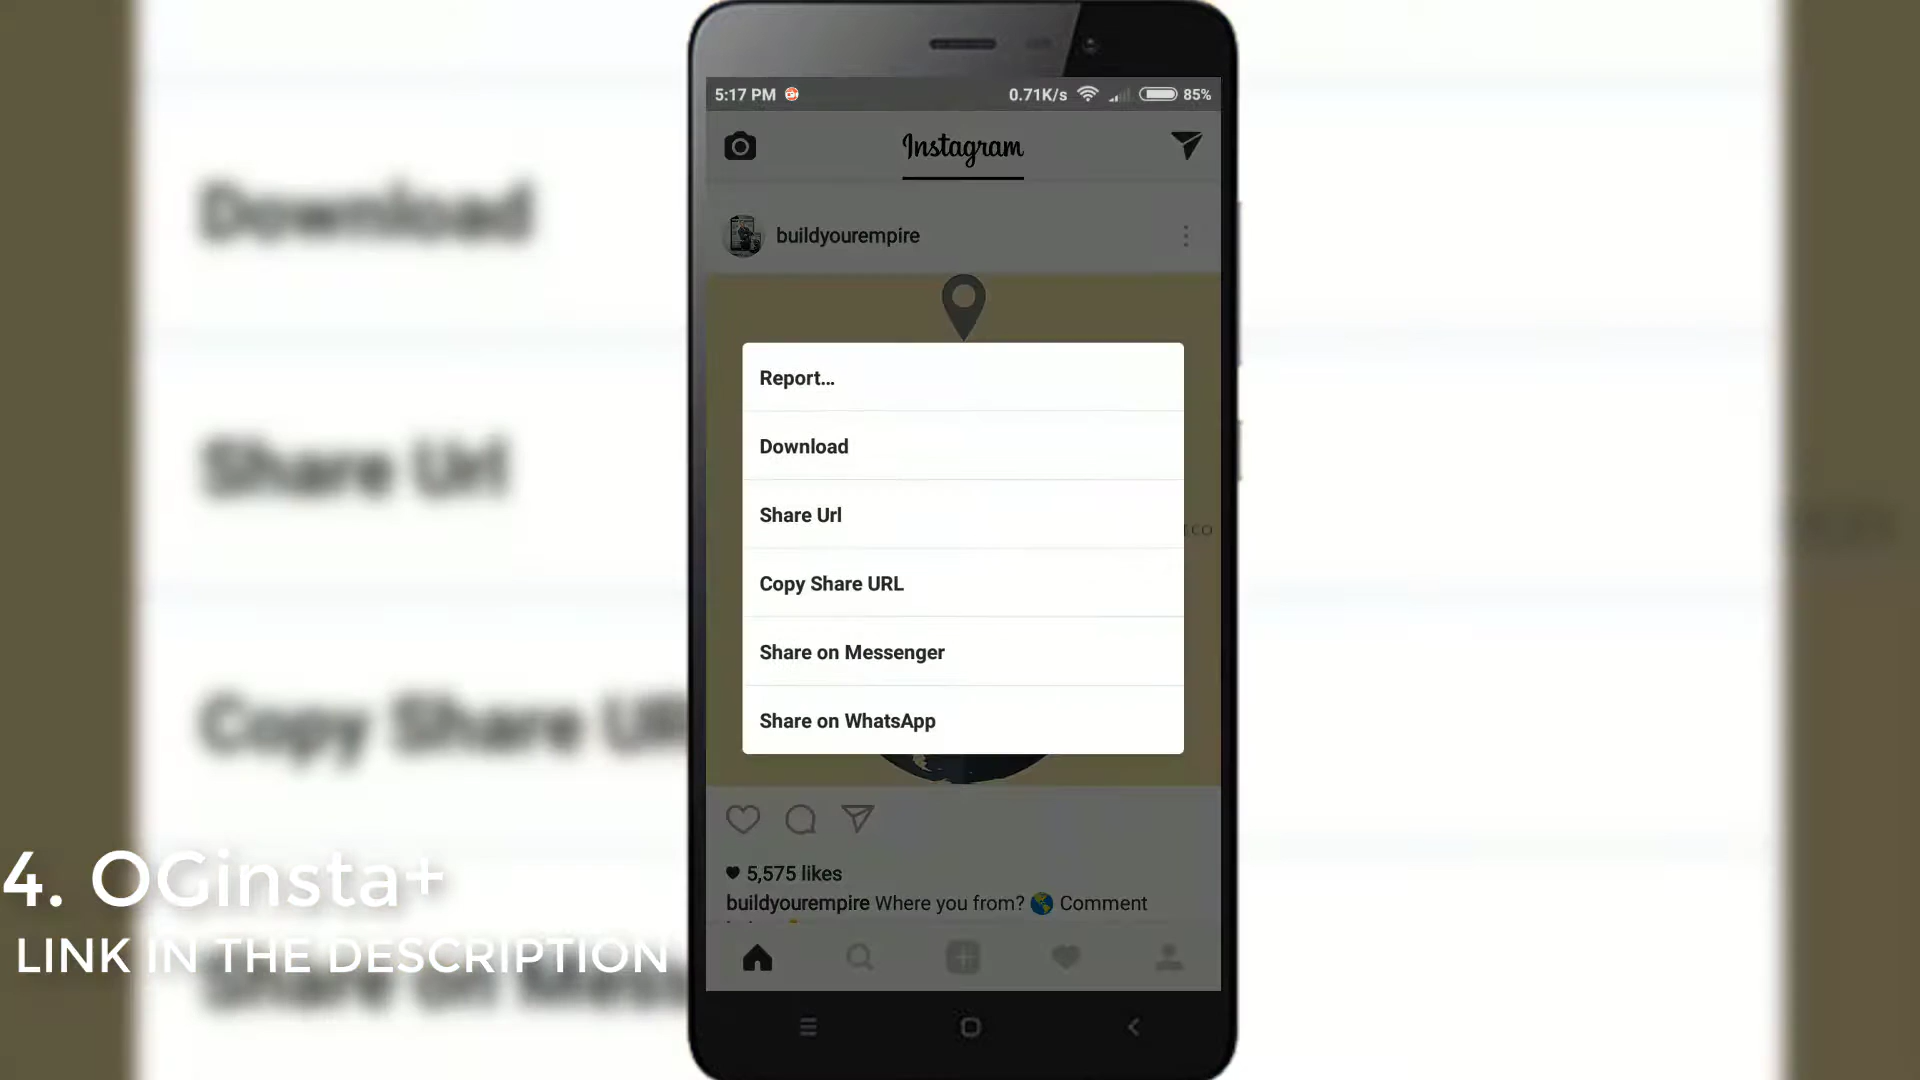 5:17 PM
0.71K/s
85%
Instagram
buildyourempire
Report...
Download
Share Url
Copy Share URL
Share on Messenger
Share on WhatsApp
5,575 likes
buildyourempire Where you from? 🌎 Comment
Download
Share Url
Copy Share UR
4. OGinsta+
LINK IN THE DESCRIPTION